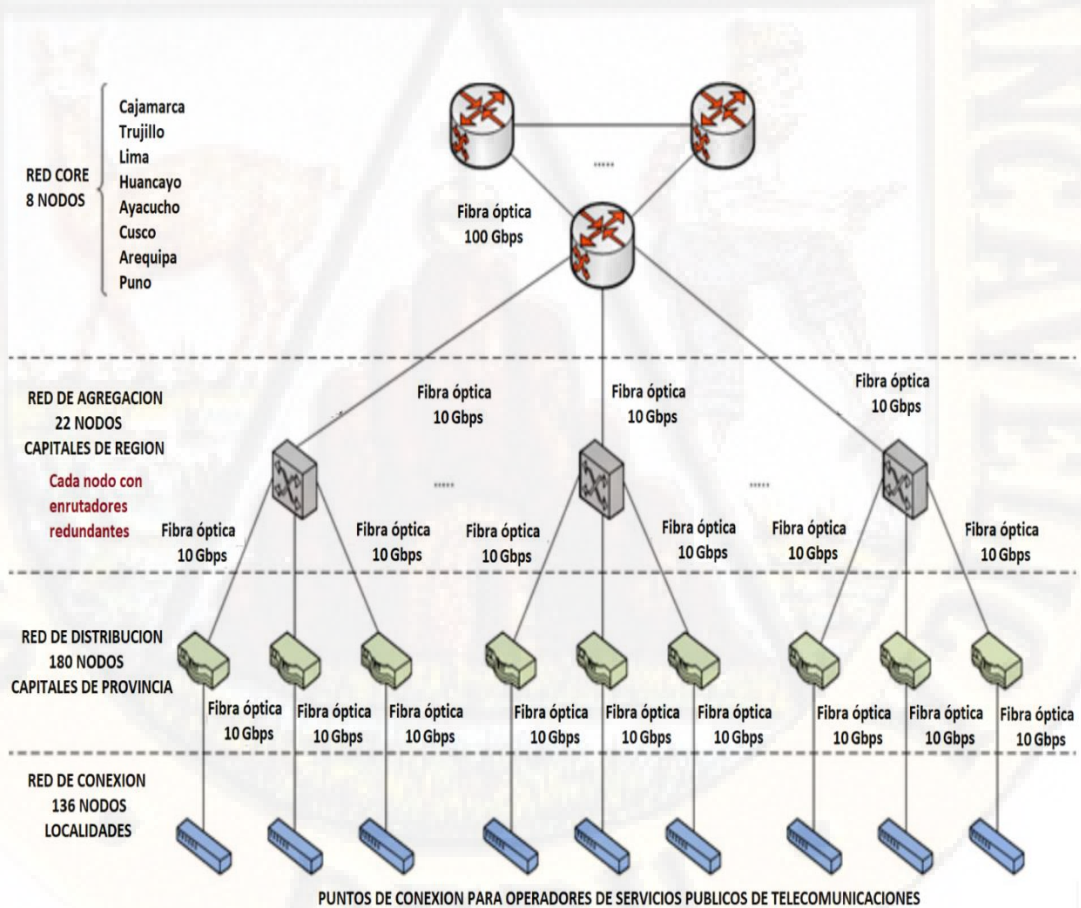 RED CORE
8 NODOS
Cajamarca
Trujillo
Lima
Huancayo
Ayacucho
Cusco
Arequipa
Puno
.....
Fibra óptica
100 Gbps
RED DE AGREGACION
22 NODOS
CAPITALES DE REGION
Cada nodo con
enrutadores
redundantes
Fibra óptica
10 Gbps
Fibra óptica
10 Gbps
Fibra óptica
10 Gbps
.....
.....
Fibra óptica
10 Gbps
Fibra óptica
10 Gbps
Fibra óptica
10 Gbps
Fibra óptica
10 Gbps
Fibra óptica
10 Gbps
Fibra óptica
10 Gbps
RED DE DISTRIBUCION
180 NODOS
CAPITALES DE PROVINCIA
Fibra óptica
10 Gbps
Fibra óptica
10 Gbps
Fibra óptica
10 Gbps
Fibra óptica
10 Gbps
Fibra óptica
10 Gbps
Fibra óptica
10 Gbps
Fibra óptica
10 Gbps
Fibra óptica
10 Gbps
Fibra óptica
10 Gbps
RED DE CONEXION
136 NODOS
LOCALIDADES
PUNTOS DE CONEXION PARA OPERADORES DE SERVICIOS PUBLICOS DE TELECOMUNICACIONES